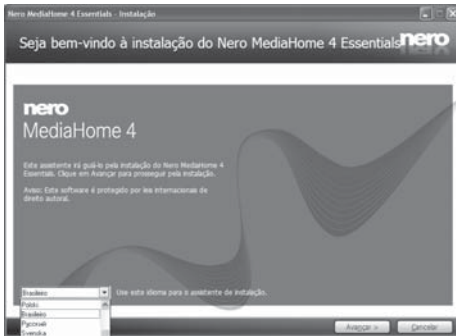 Nero MediaHome 4 Essentials - Instalação
Seja bem-vindo à instalação do Nero MediaHome 4 Essentials
nero
nero
MediaHome 4
Este assistente irá guiá-lo pela instalação do Nero MediaHome 4
Essentials. Clique em Avançar para prosseguir pela instalação.
Aviso: Este software é protegido por leis internacionais de
direito autoral.
Brasileiro
Use este idioma para o assistente de instalação.
Polski
Brasileiro
Русский
Svenska
Avançar >
Cancelar